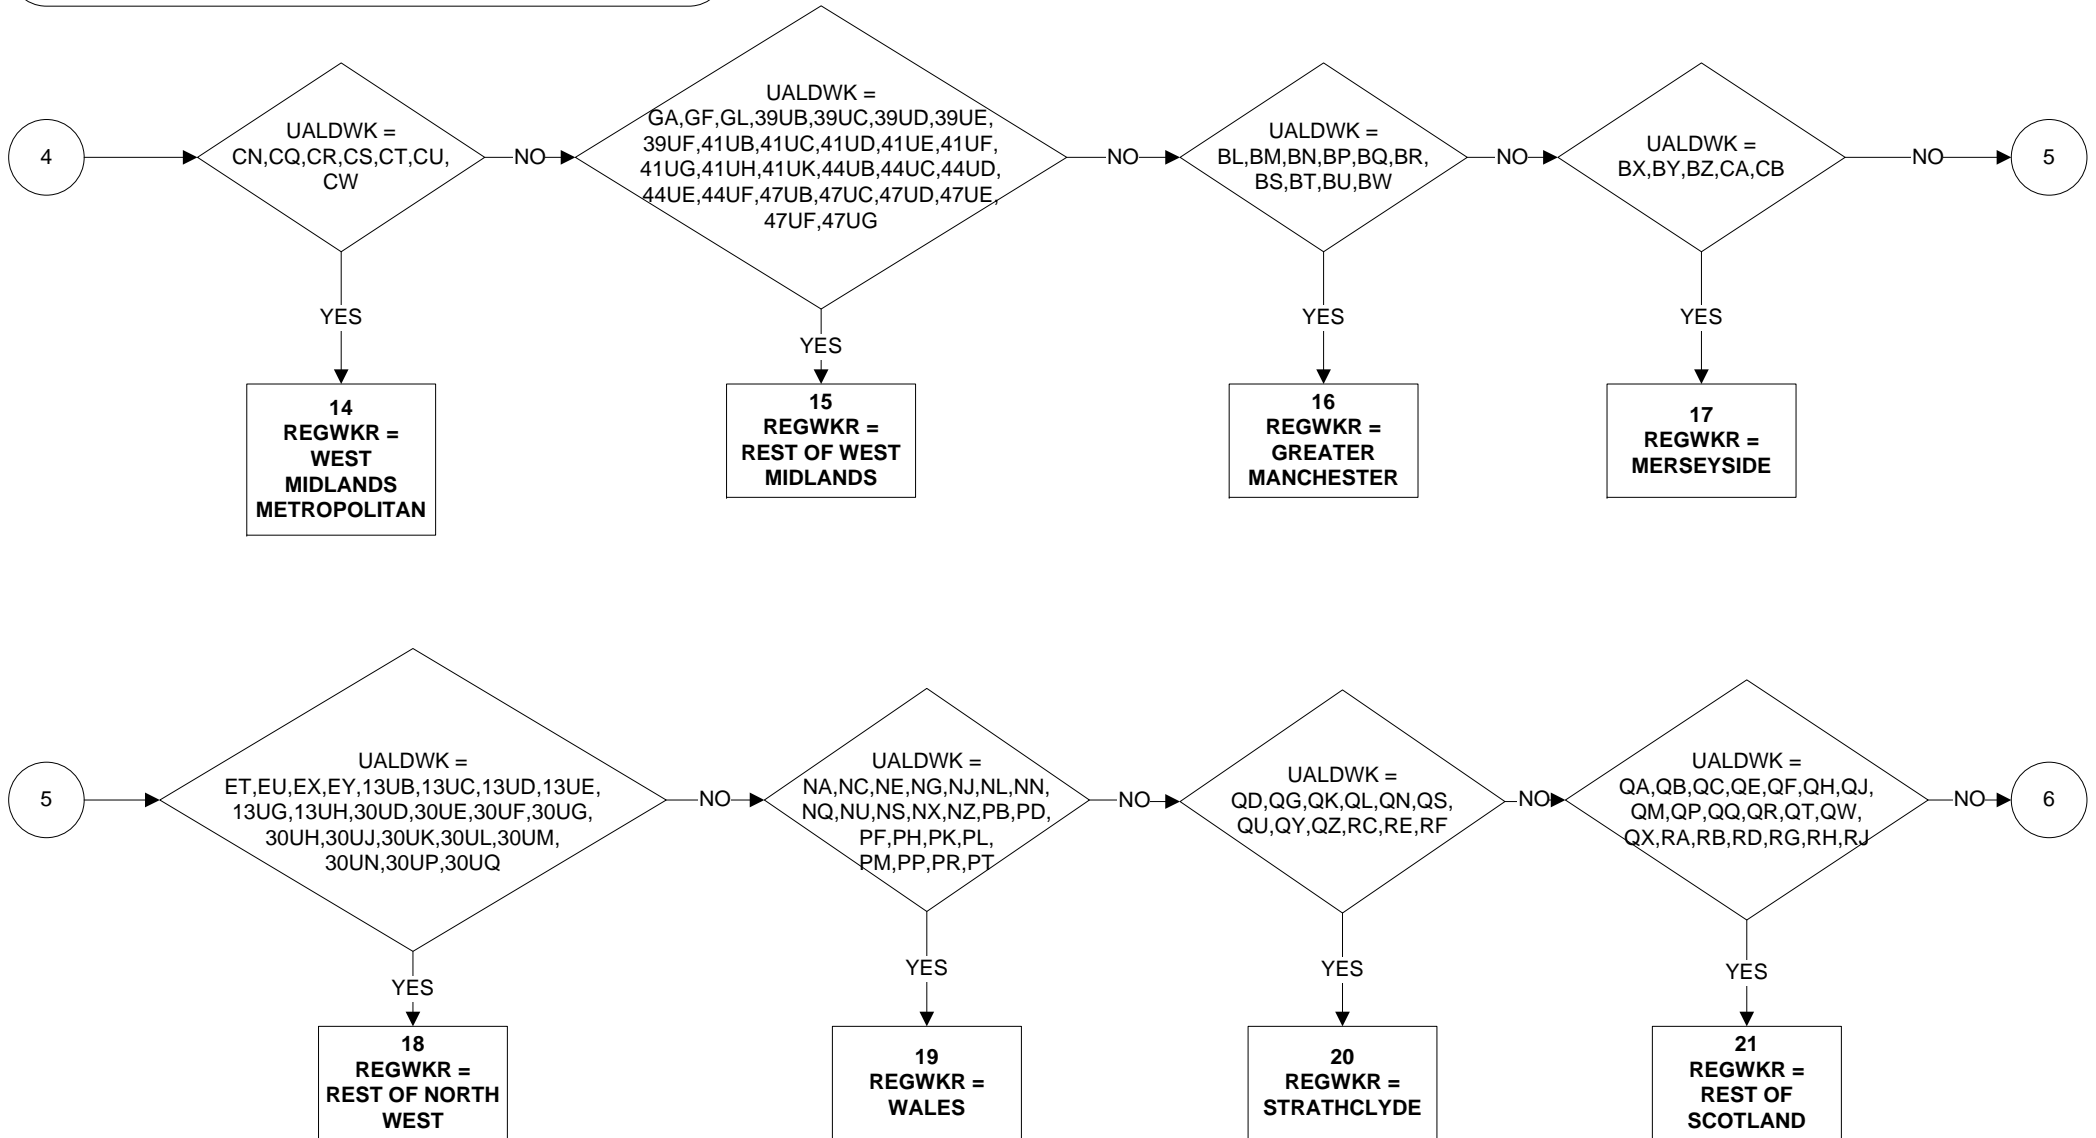 4
UALDWK =
CN,CQ,CR,CS,CT,CU,
CW
NO
UALDWK =
GA,GF,GL,39UB,39UC,39UD,39UE,
39UF,41UB,41UC,41UD,41UE,41UF,
41UG,41UH,41UK,44UB,44UC,44UD,
44UE,44UF,47UB,47UC,47UD,47UE,
47UF,47UG
NO
UALDWK =
BL,BM,BN,BP,BQ,BR,
BS,BT,BU,BW
NO
UALDWK =
BX,BY,BZ,CA,CB
NO
5
YES
YES
YES
YES
14
REGWKR =
WEST
MIDLANDS
METROPOLITAN
15
REGWKR =
REST OF WEST
MIDLANDS
16
REGWKR =
GREATER
MANCHESTER
17
REGWKR =
MERSEYSIDE
5
UALDWK =
ET,EU,EX,EY,13UB,13UC,13UD,13UE,
13UG,13UH,30UD,30UE,30UF,30UG,
30UH,30UJ,30UK,30UL,30UM,
30UN,30UP,30UQ
NO
UALDWK =
NA,NC,NE,NG,NJ,NL,NN,
NQ,NU,NS,NX,NZ,PB,PD,
PF,PH,PK,PL,
PM,PP,PR,PT
NO
UALDWK =
QD,QG,QK,QL,QN,QS,
QU,QY,QZ,RC,RE,RF
NO
UALDWK =
QA,QB,QC,QE,QF,QH,QJ,
QM,QP,QQ,QR,QT,QW,
QX,RA,RB,RD,RG,RH,RJ
NO
6
YES
YES
YES
YES
18
REGWKR =
REST OF NORTH
WEST
19
REGWKR =
WALES
20
REGWKR =
STRATHCLYDE
21
REGWKR =
REST OF
SCOTLAND